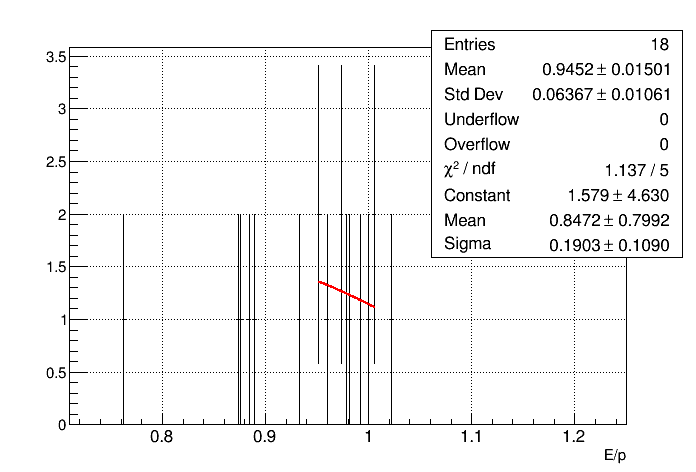 Entries 18
Mean 0.9452 ± 0.01501
Std Dev 0.06367 ± 0.01061
Underflow 0
Overflow 0
χ² / ndf 1.137 / 5
Constant 1.579 ± 4.630
Mean 0.8472 ± 0.7992
Sigma 0.1903 ± 0.1090
3.5
3
2.5
2
1.5
1
0.5
0
0.8 0.9 1 1.1 1.2
E/p